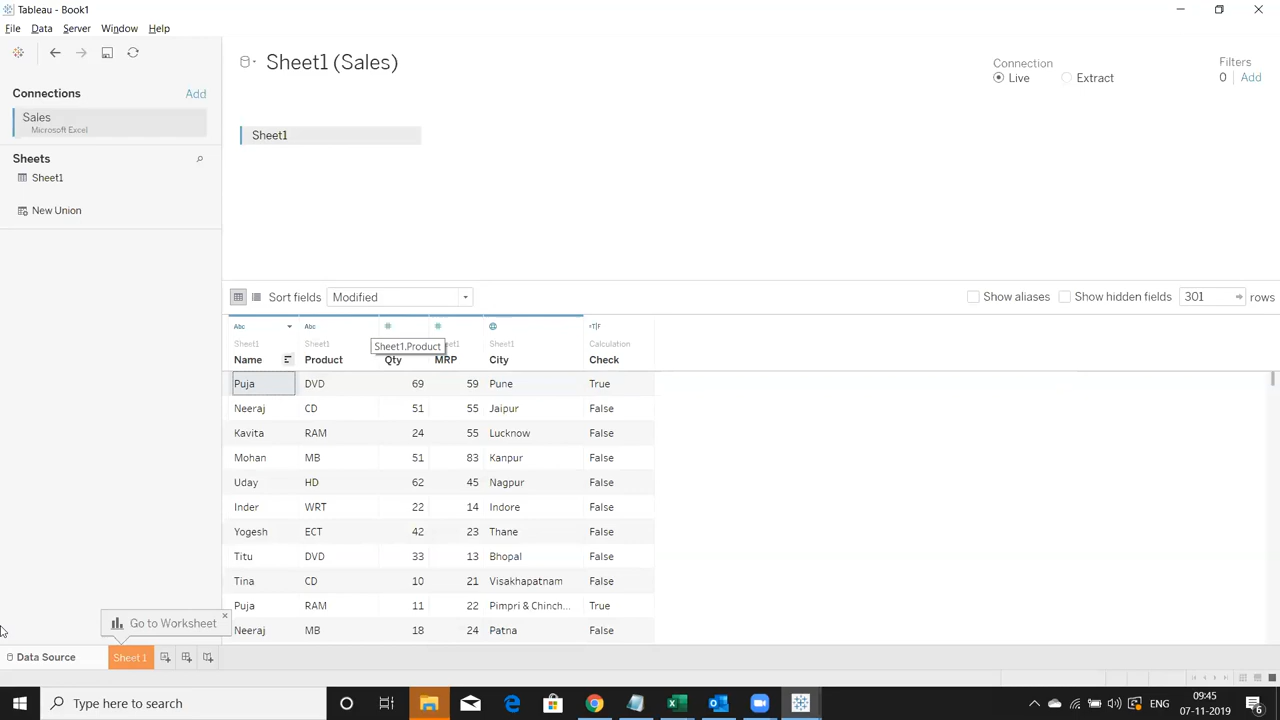 Tableau - Book1
File Data Server Window Help
Connections Add
Sales
Microsoft Excel
Sheets
Sheet1
New Union
Sheet1 (Sales)
Connection
Live Extract
Filters
0 Add
Sheet1
Sort fields Modified
Show aliases Show hidden fields 301 rows
Abc Abc =T|F
Sheet1 Sheet1 Sheet1.Product Sheet1 Calculation
Name Product Qty MRP City Check
Puja DVD 69 59 Pune True
Neeraj CD 51 55 Jaipur False
Kavita RAM 24 55 Lucknow False
Mohan MB 51 83 Kanpur False
Uday HD 62 45 Nagpur False
Inder WRT 22 14 Indore False
Yogesh ECT 42 23 Thane False
Titu DVD 33 13 Bhopal False
Tina CD 10 21 Visakhapatnam False
Puja RAM 11 22 Pimpri & Chinch... True
Neeraj MB 18 24 Patna False
Go to Worksheet
Data Source Sheet 1
Type here to search
ENG
09:45
07-11-2019
6